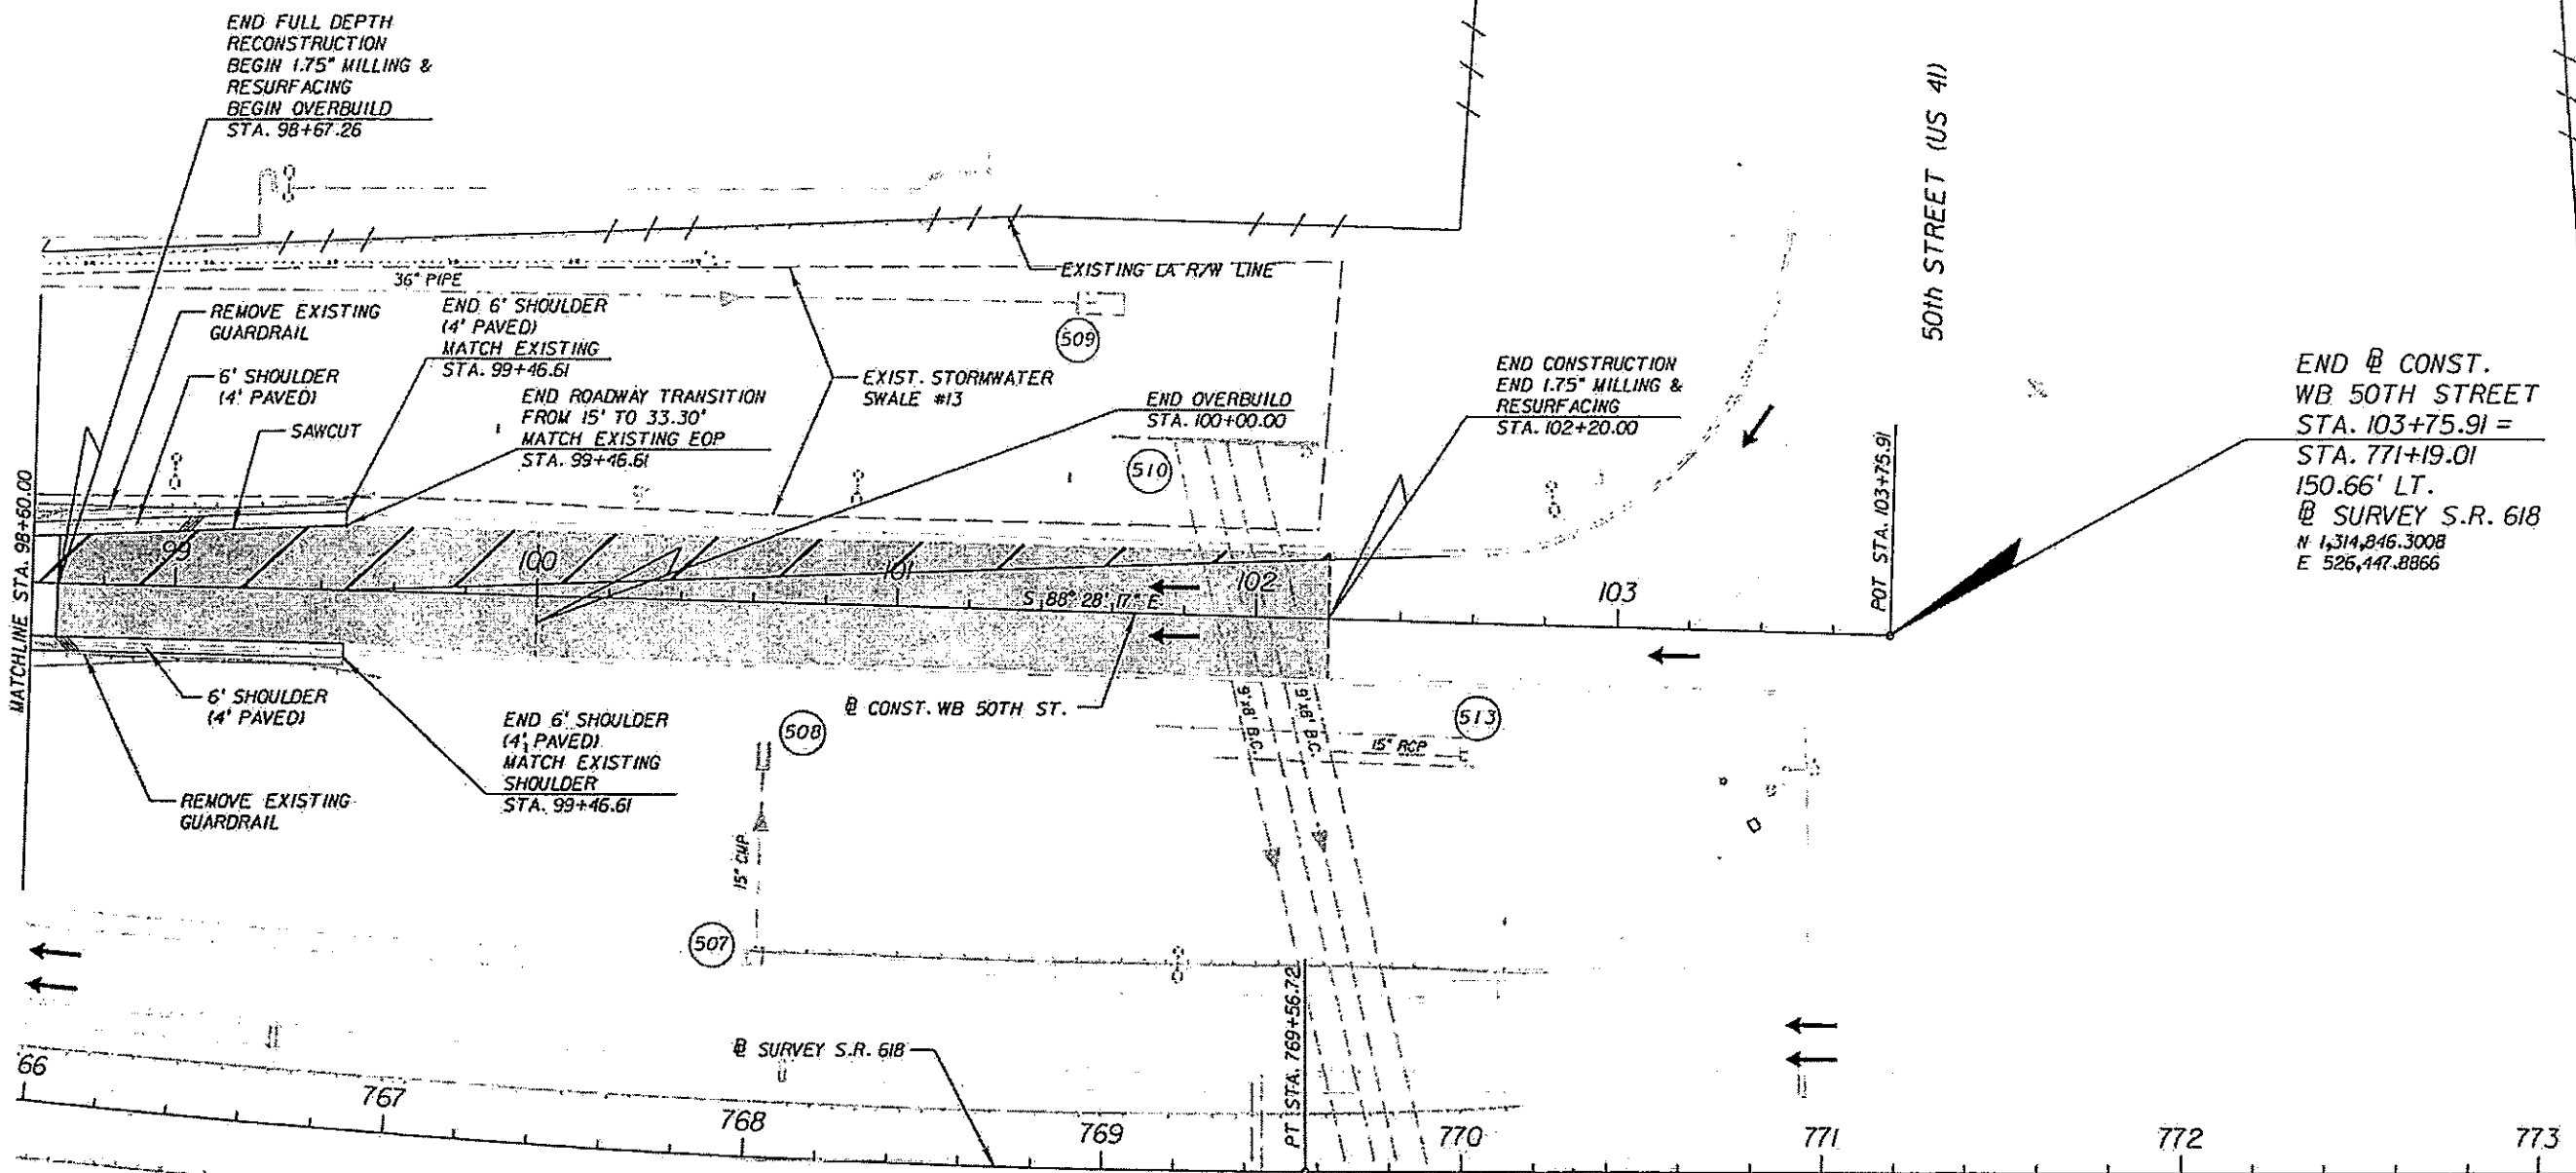 END FULL DEPTH
RECONSTRUCTION
BEGIN 1.75" MILLING &
RESURFACING
BEGIN OVERBUILD
STA. 98+67.26
50th STREET (US 41)
EXISTING LA R/W LINE
36" PIPE
REMOVE EXISTING
GUARDRAIL
END 6' SHOULDER
(4' PAVED)
MATCH EXISTING
STA. 99+46.61
509
6' SHOULDER
(4' PAVED)
EXIST. STORMWATER
SWALE #13
END CONSTRUCTION
END 1.75" MILLING &
RESURFACING
STA. 102+20.00
END ⅊ CONST.
WB 50TH STREET
STA. 103+75.91 =
STA. 771+19.01
150.66' LT.
⅊ SURVEY S.R. 618
N 1,314,846.3008
E 526,447.8866
END ROADWAY TRANSITION
FROM 15' TO 33.30'
MATCH EXISTING EOP
STA. 99+46.61
END OVERBUILD
STA. 100+00.00
SAWCUT
510
MATCHLINE STA. 98+60.00
POT STA. 103+75.91
99
100
101
102
103
S 88° 28' 17" E
6' SHOULDER
(4' PAVED)
END 6' SHOULDER
(4' PAVED)
MATCH EXISTING
SHOULDER
STA. 99+46.61
508
⅊ CONST. WB 50TH ST.
9'x8' B.C.
9'x8' B.C.
513
15" RCP
REMOVE EXISTING
GUARDRAIL
15" CMP
507
PT STA. 769+56.72
⅊ SURVEY S.R. 618
66
767
768
769
770
771
772
773